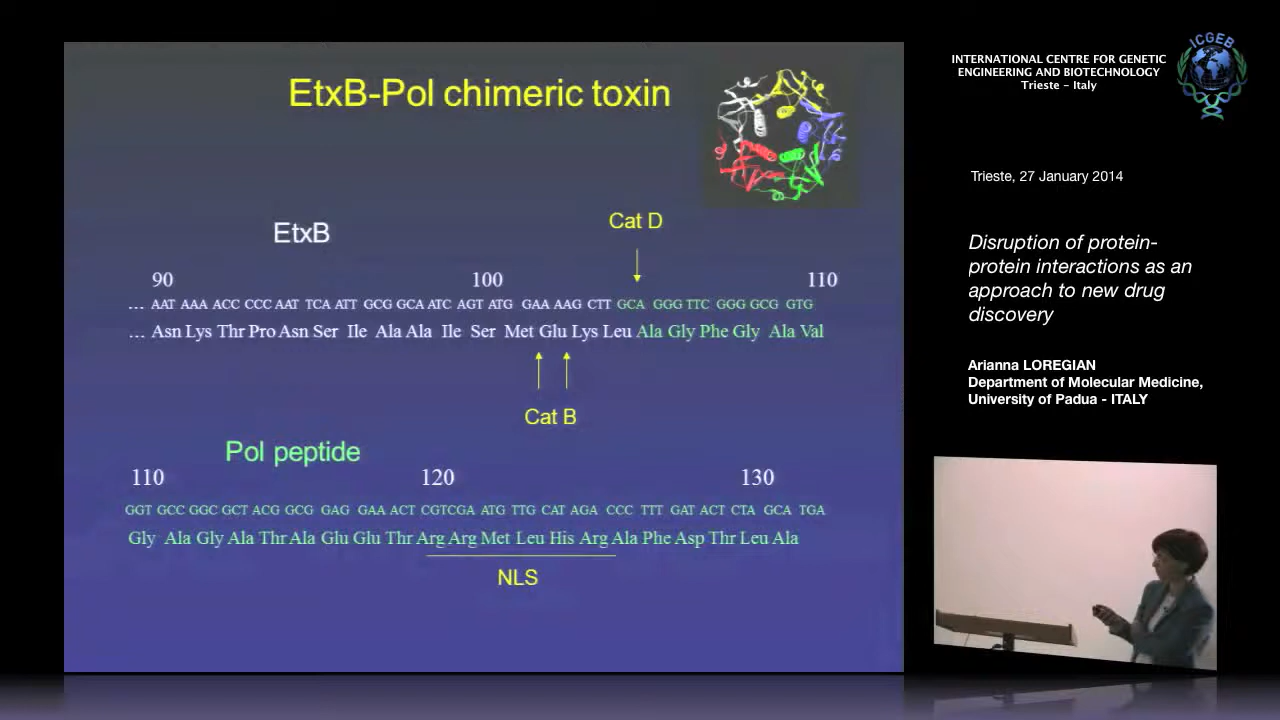 EtxB-Pol chimeric toxin
EtxB
Cat D
90 100 110
... AAT AAA ACC CCC AAT TCA ATT GCG GCA ATC AGT ATG GAA AAG CTT GCA GGG TTC GGG GCG GTG
... Asn Lys Thr Pro Asn Ser Ile Ala Ala Ile Ser Met Glu Lys Leu Ala Gly Phe Gly Ala Val
Cat B
Pol peptide
110 120 130
GGT GCC GGC GCT ACG GCG GAG GAA ACT CGTCGA ATG TTG CAT AGA CCC TTT GAT ACT CTA GCA TGA
Gly Ala Gly Ala Thr Ala Glu Glu Thr Arg Arg Met Leu His Arg Ala Phe Asp Thr Leu Ala
NLS
INTERNATIONAL CENTRE FOR GENETIC
ENGINEERING AND BIOTECHNOLOGY
Trieste - Italy
ICGEB
Trieste, 27 January 2014
Disruption of protein-
protein interactions as an
approach to new drug
discovery
Arianna LOREGIAN
Department of Molecular Medicine,
University of Padua - ITALY